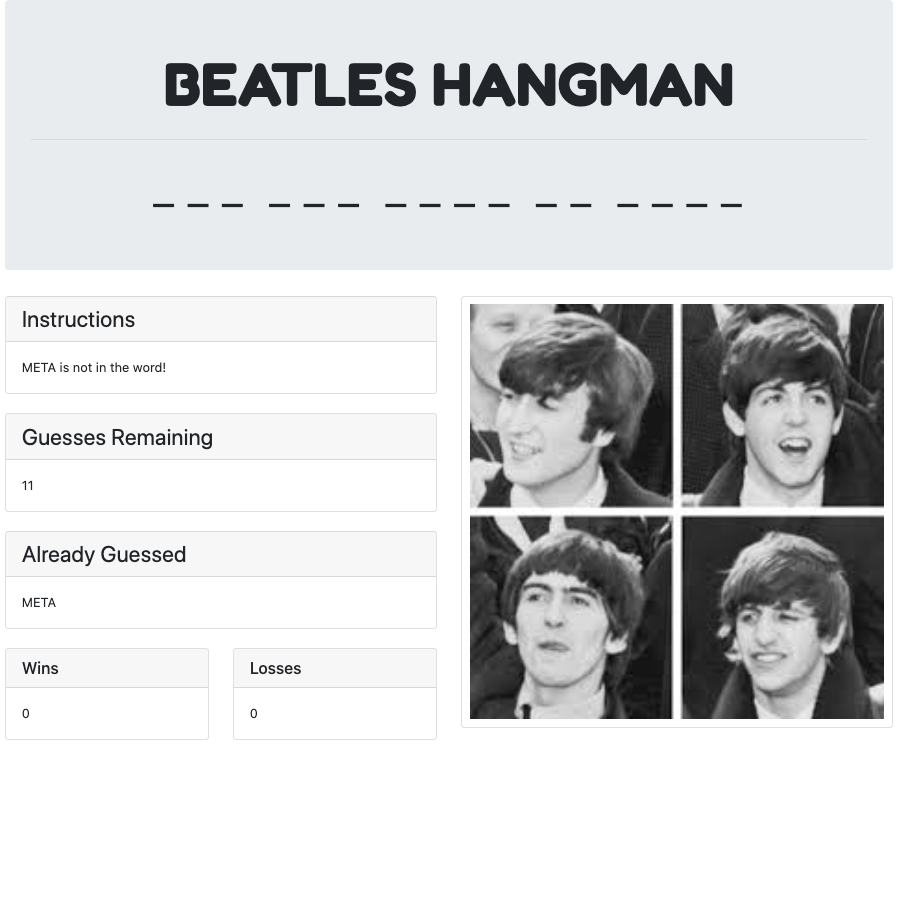 BEATLES HANGMAN
_ _ _ _ _ _ _ _ _ _ _ _ _ _ _ _
Instructions
META is not in the word!
Guesses Remaining
11
Already Guessed
META
Wins
Losses
0
0